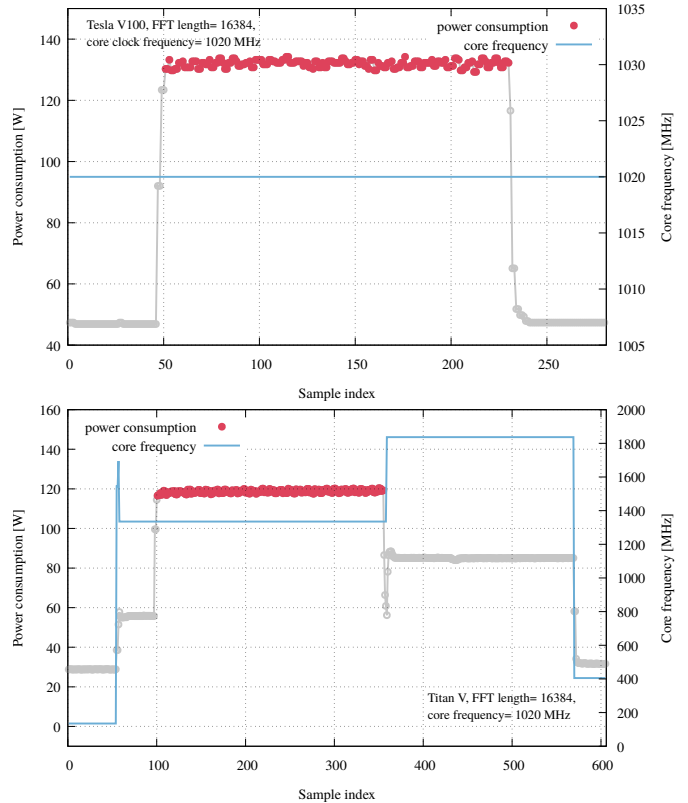 Tesla V100, FFT length= 16384,
core clock frequency= 1020 MHz
power consumption
core frequency
Power consumption [W]
140
120
100
80
60
40
1035
1030
1025
1020
1015
1010
1005
Core frequency [MHz]
0 50 100 150 200 250
Sample index
power consumption
core frequency
Power consumption [W]
160
140
120
100
80
60
40
20
0
2000
1800
1600
1400
1200
1000
800
600
400
200
0
Core frequency [MHz]
Titan V, FFT length= 16384,
core frequency= 1020 MHz
0 100 200 300 400 500 600
Sample index